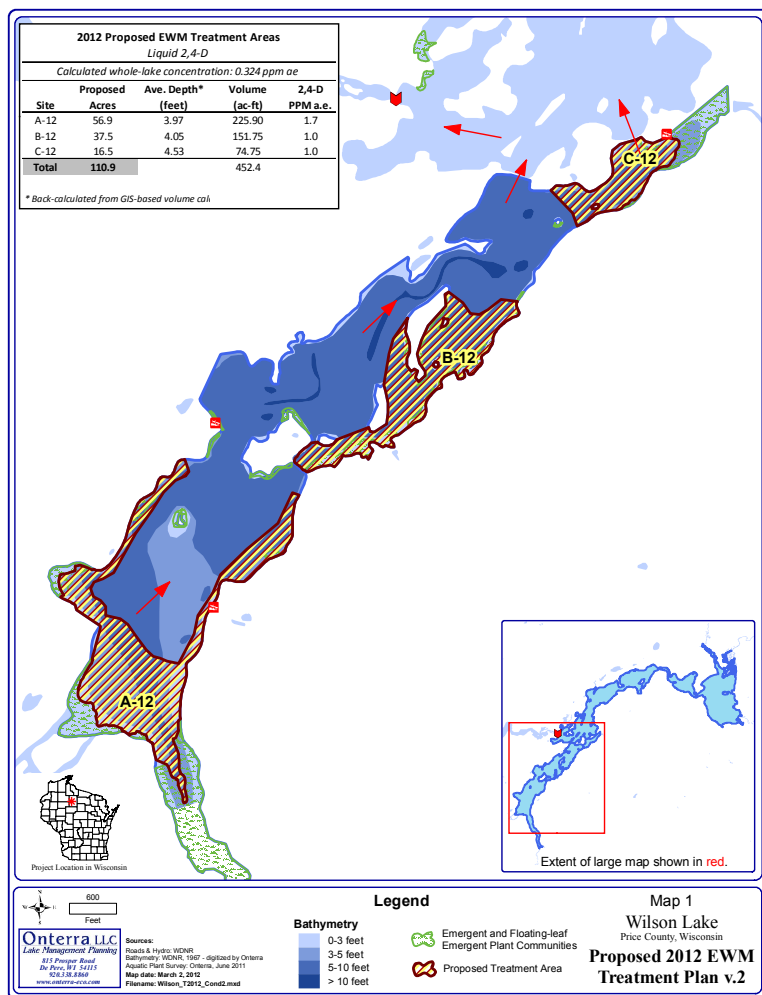 2012 Proposed EWM Treatment Areas
Liquid 2,4-D
Calculated whole-lake concentration: 0.324 ppm ae
Proposed Ave. Depth* Volume 2,4-D
Site Acres (feet) (ac-ft) PPM a.e.
A-12 56.9 3.97 225.90 1.7
B-12 37.5 4.05 151.75 1.0
C-12 16.5 4.53 74.75 1.0
Total 110.9 452.4
* Back-calculated from GIS-based volume cal
C-12
B-12
A-12
Project Location in Wisconsin
Extent of large map shown in red.
600
Feet
Onterra LLC
Lake Management Planning
815 Prosper Road
De Pere, WI 54115
920.338.8860
www.onterra-eco.com
Sources:
Roads & Hydro: WDNR
Bathymetry: WDNR, 1967 - digitized by Onterra
Aquatic Plant Survey: Onterra, June 2011
Map date: March 2, 2012
Filename: Wilson_T2012_Cond2.mxd
Legend
Bathymetry
0-3 feet
3-5 feet
5-10 feet
> 10 feet
Emergent and Floating-leaf
Emergent Plant Communities
Proposed Treatment Area
Map 1
Wilson Lake
Price County, Wisconsin
Proposed 2012 EWM
Treatment Plan v.2